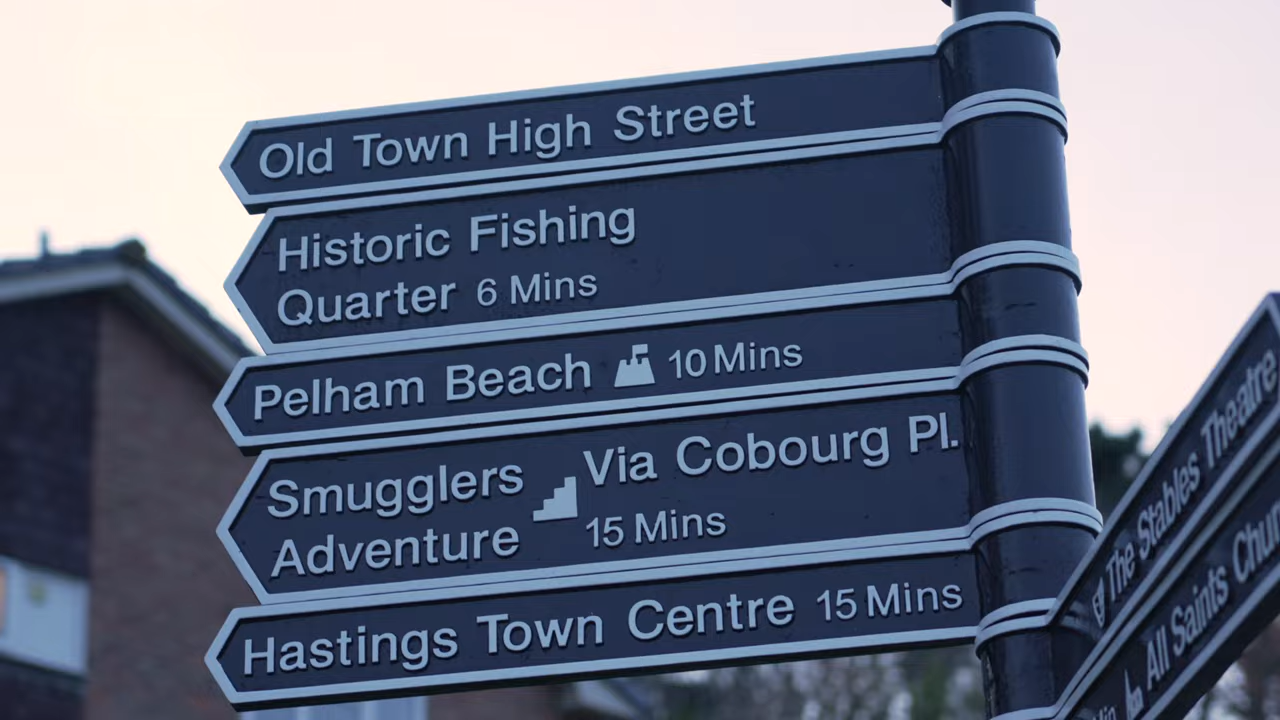 Old Town High Street
Historic Fishing
Quarter 6 Mins
Pelham Beach 10 Mins
Smugglers Via Cobourg Pl.
Adventure 15 Mins
Hastings Town Centre 15 Mins
The Stables Theatre
All Saints